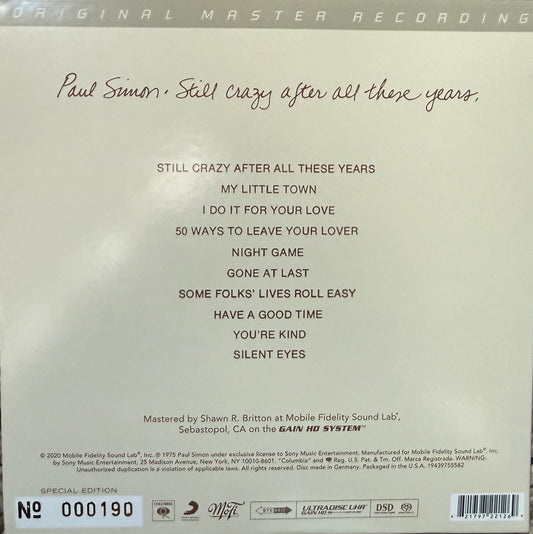 ORIGINAL MASTER RECORDING
Paul Simon. Still crazy after all these years.
STILL CRAZY AFTER ALL THESE YEARS
MY LITTLE TOWN
I DO IT FOR YOUR LOVE
50 WAYS TO LEAVE YOUR LOVER
NIGHT GAME
GONE AT LAST
SOME FOLKS' LIVES ROLL EASY
HAVE A GOOD TIME
YOU'RE KIND
SILENT EYES
Mastered by Shawn R. Britton at Mobile Fidelity Sound Lab®,
Sebastopol, CA on the GAIN HD SYSTEM™
© 2020 Mobile Fidelity Sound Lab®, Inc. ℗ 1975 Paul Simon under exclusive license to Sony Music Entertainment. Manufactured for Mobile Fidelity Sound Lab®, Inc.
by Sony Music Entertainment, 25 Madison Avenue, New York, NY 10010-8601. "Columbia" and Reg. U.S. Pat. & Tm. Off. Marca Registrada. WARNING:
Unauthorized duplication is a violation of applicable laws. All rights reserved. Disc made in Germany. Packaged in the U.S.A. 19439755582
SPECIAL EDITION
Nº 000190
COLUMBIA
MoFi
ULTRADISC UHR™
GAIN HD
DSD
8 21797 22126